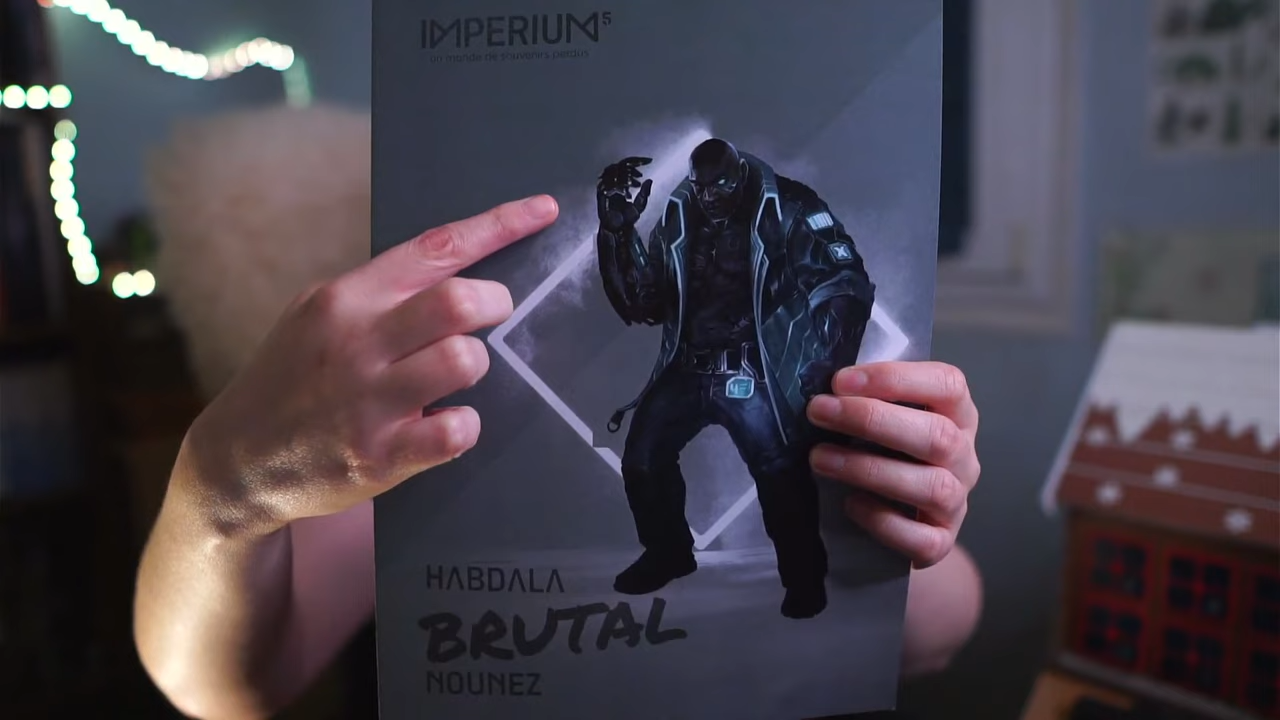 IMPERIUM⁵
un monde de souvenirs perdus
HABDALA
BRUTAL
NOUNEZ